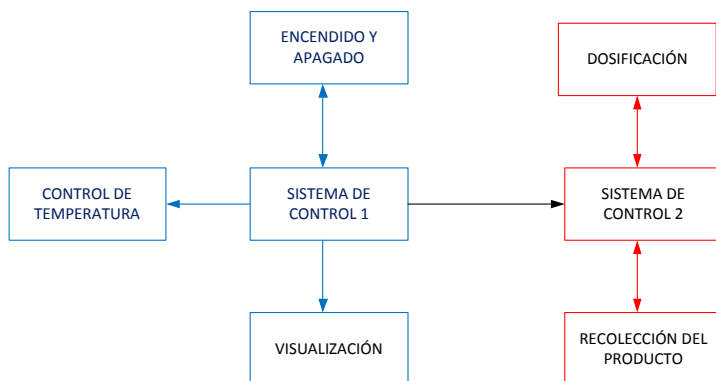 ENCENDIDO Y
APAGADO
DOSIFICACIÓN
CONTROL DE
TEMPERATURA
SISTEMA DE
CONTROL 1
SISTEMA DE
CONTROL 2
VISUALIZACIÓN
RECOLECCIÓN DEL
PRODUCTO